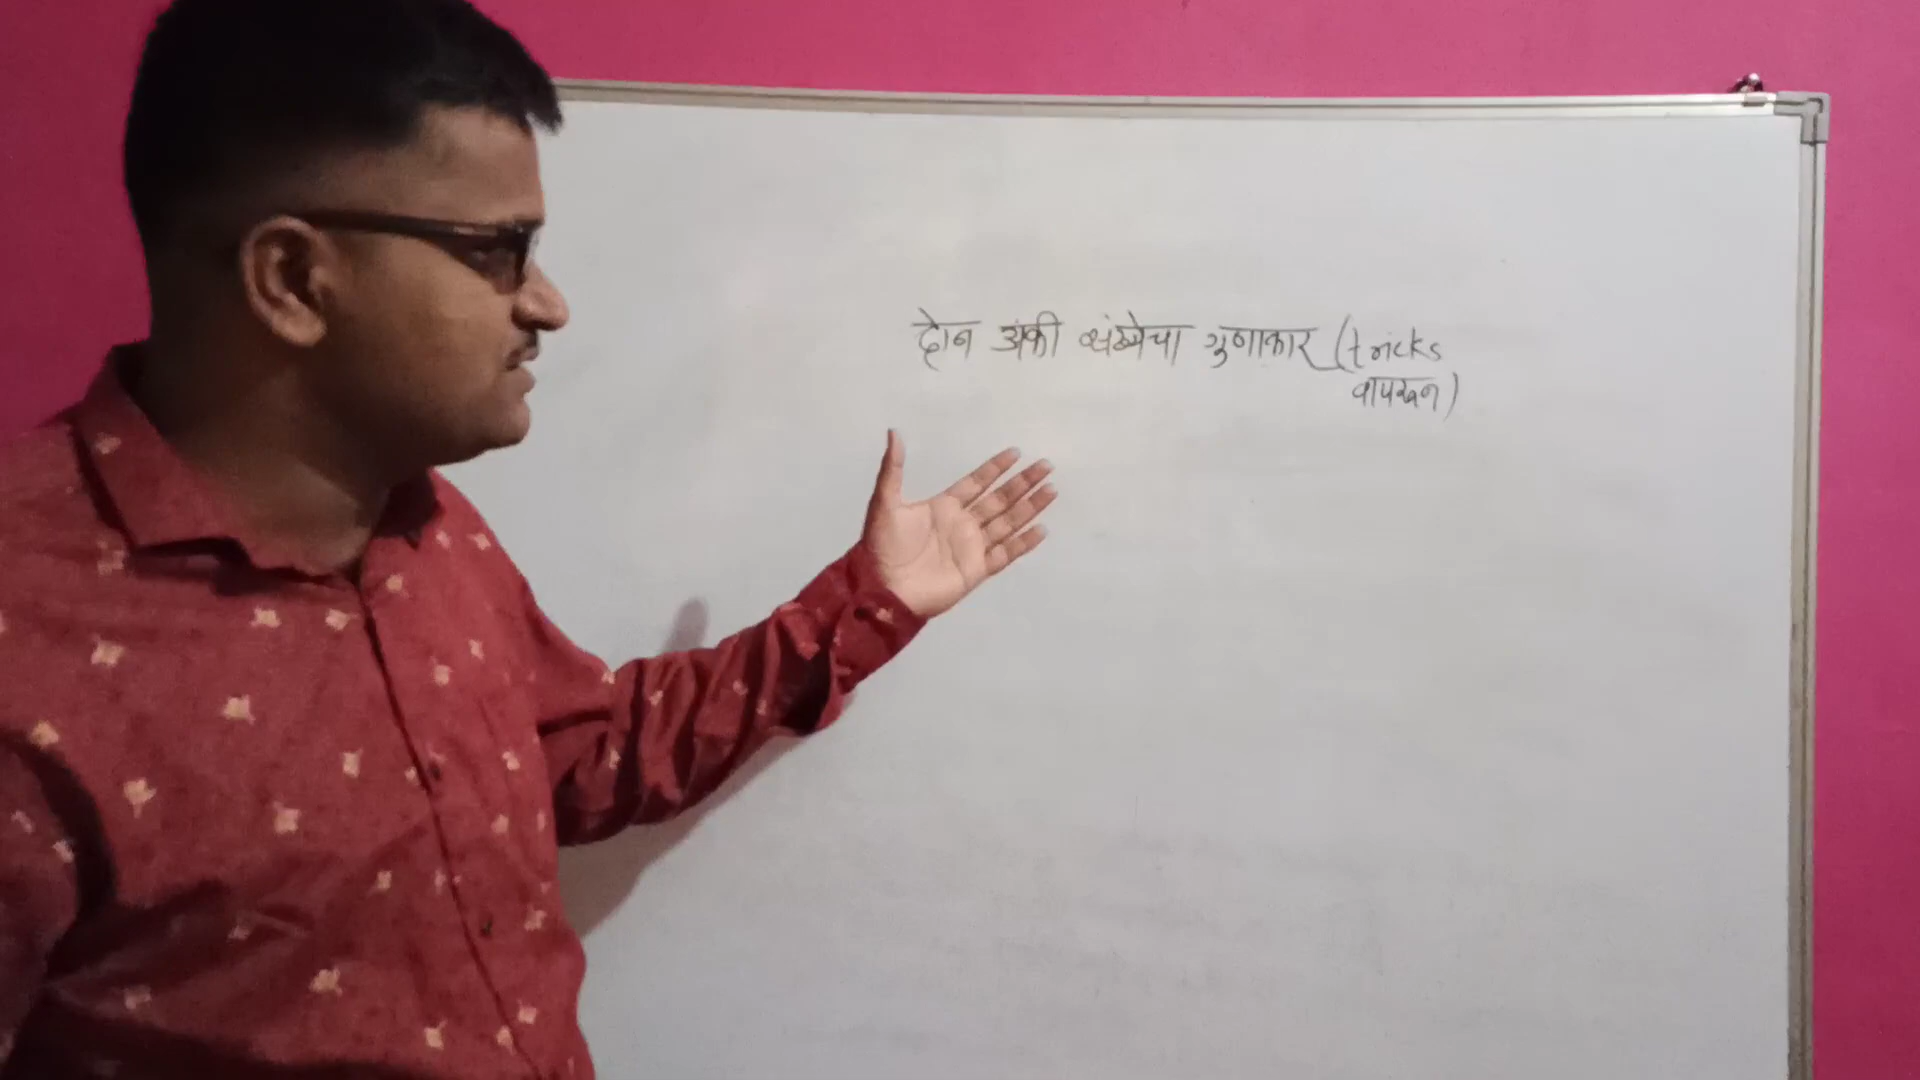 दोन अंकी संख्येचा गुणाकार (tricks
वापरून)